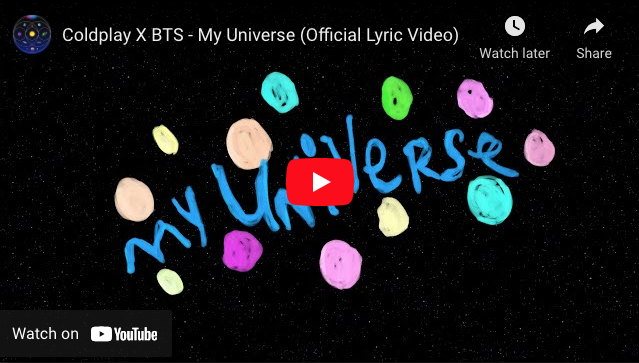 Coldplay X BTS - My Universe (Official Lyric Video)
Watch later
Share
my Universe
Watch on YouTube